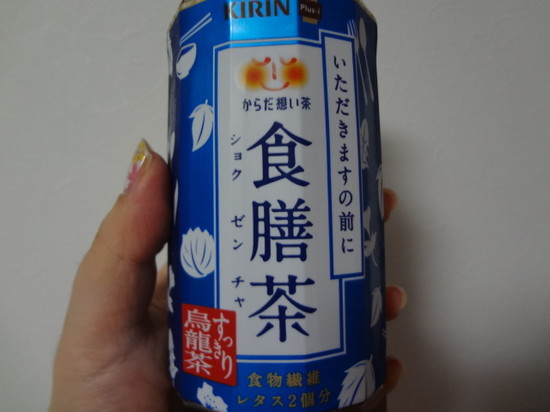 KIRIN
Plus-i
いただきますの前に
からだ想い茶
食膳茶
ショクゼンチャ
すっきり
烏龍茶
食物繊維
レタス2個分